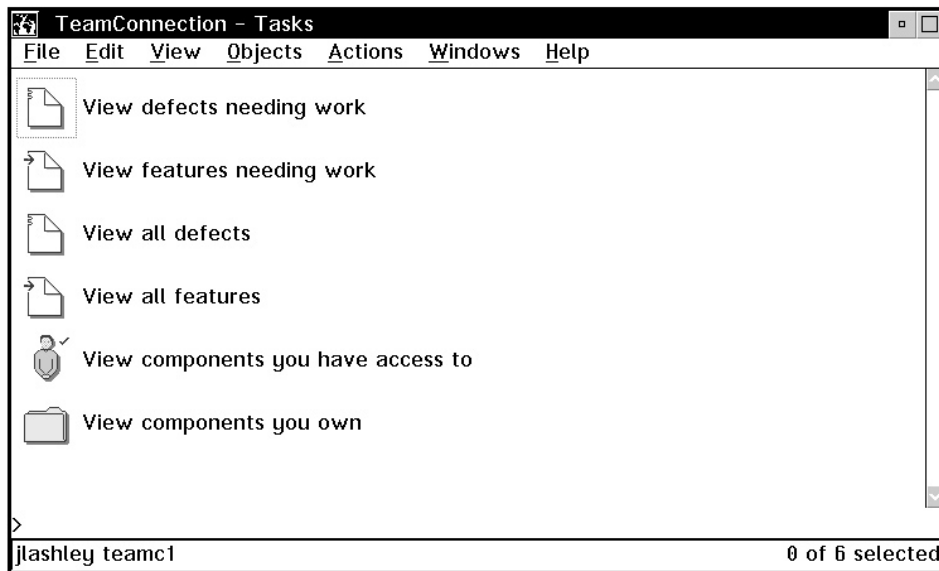 TeamConnection - Tasks
File Edit View Objects Actions Windows Help
View defects needing work
View features needing work
View all defects
View all features
View components you have access to
View components you own
>
jlashley teamc1 0 of 6 selected